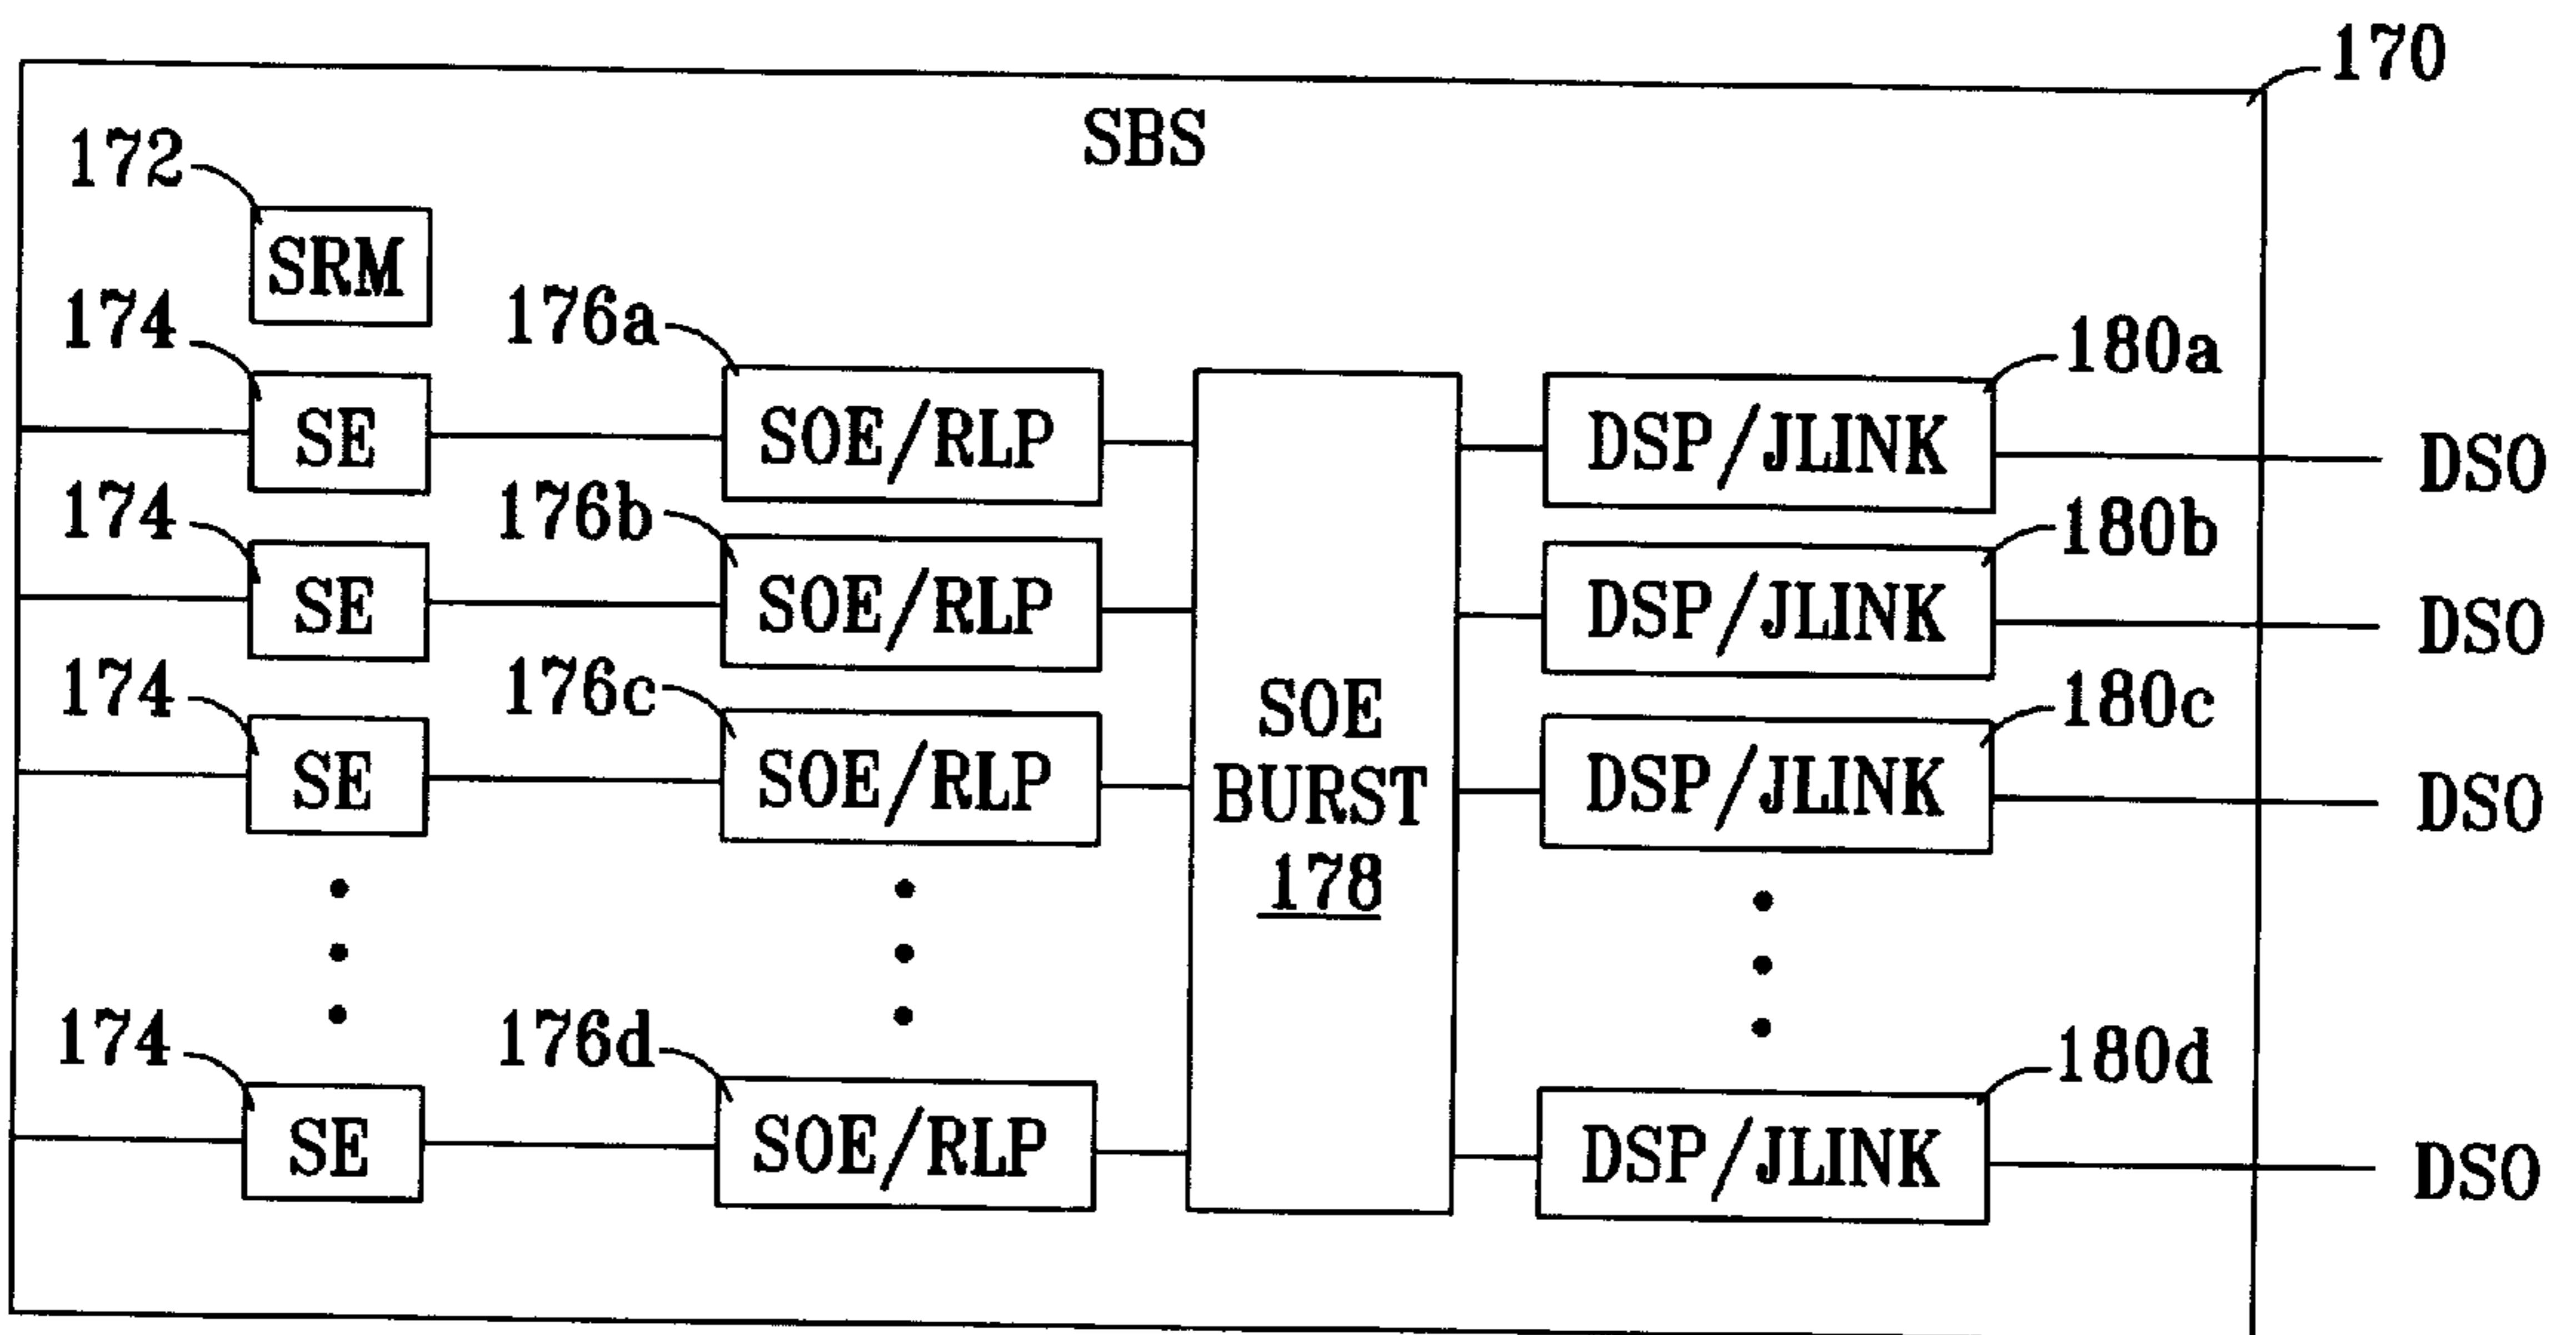 170
SBS
172
SRM
174
176a
180a
SE
SOE/RLP
DSP/JLINK
DSO
174
176b
180b
SE
SOE/RLP
DSP/JLINK
DSO
174
176c
180c
SE
SOE/RLP
SOE
BURST
178
DSP/JLINK
DSO
174
176d
180d
SE
SOE/RLP
DSP/JLINK
DSO